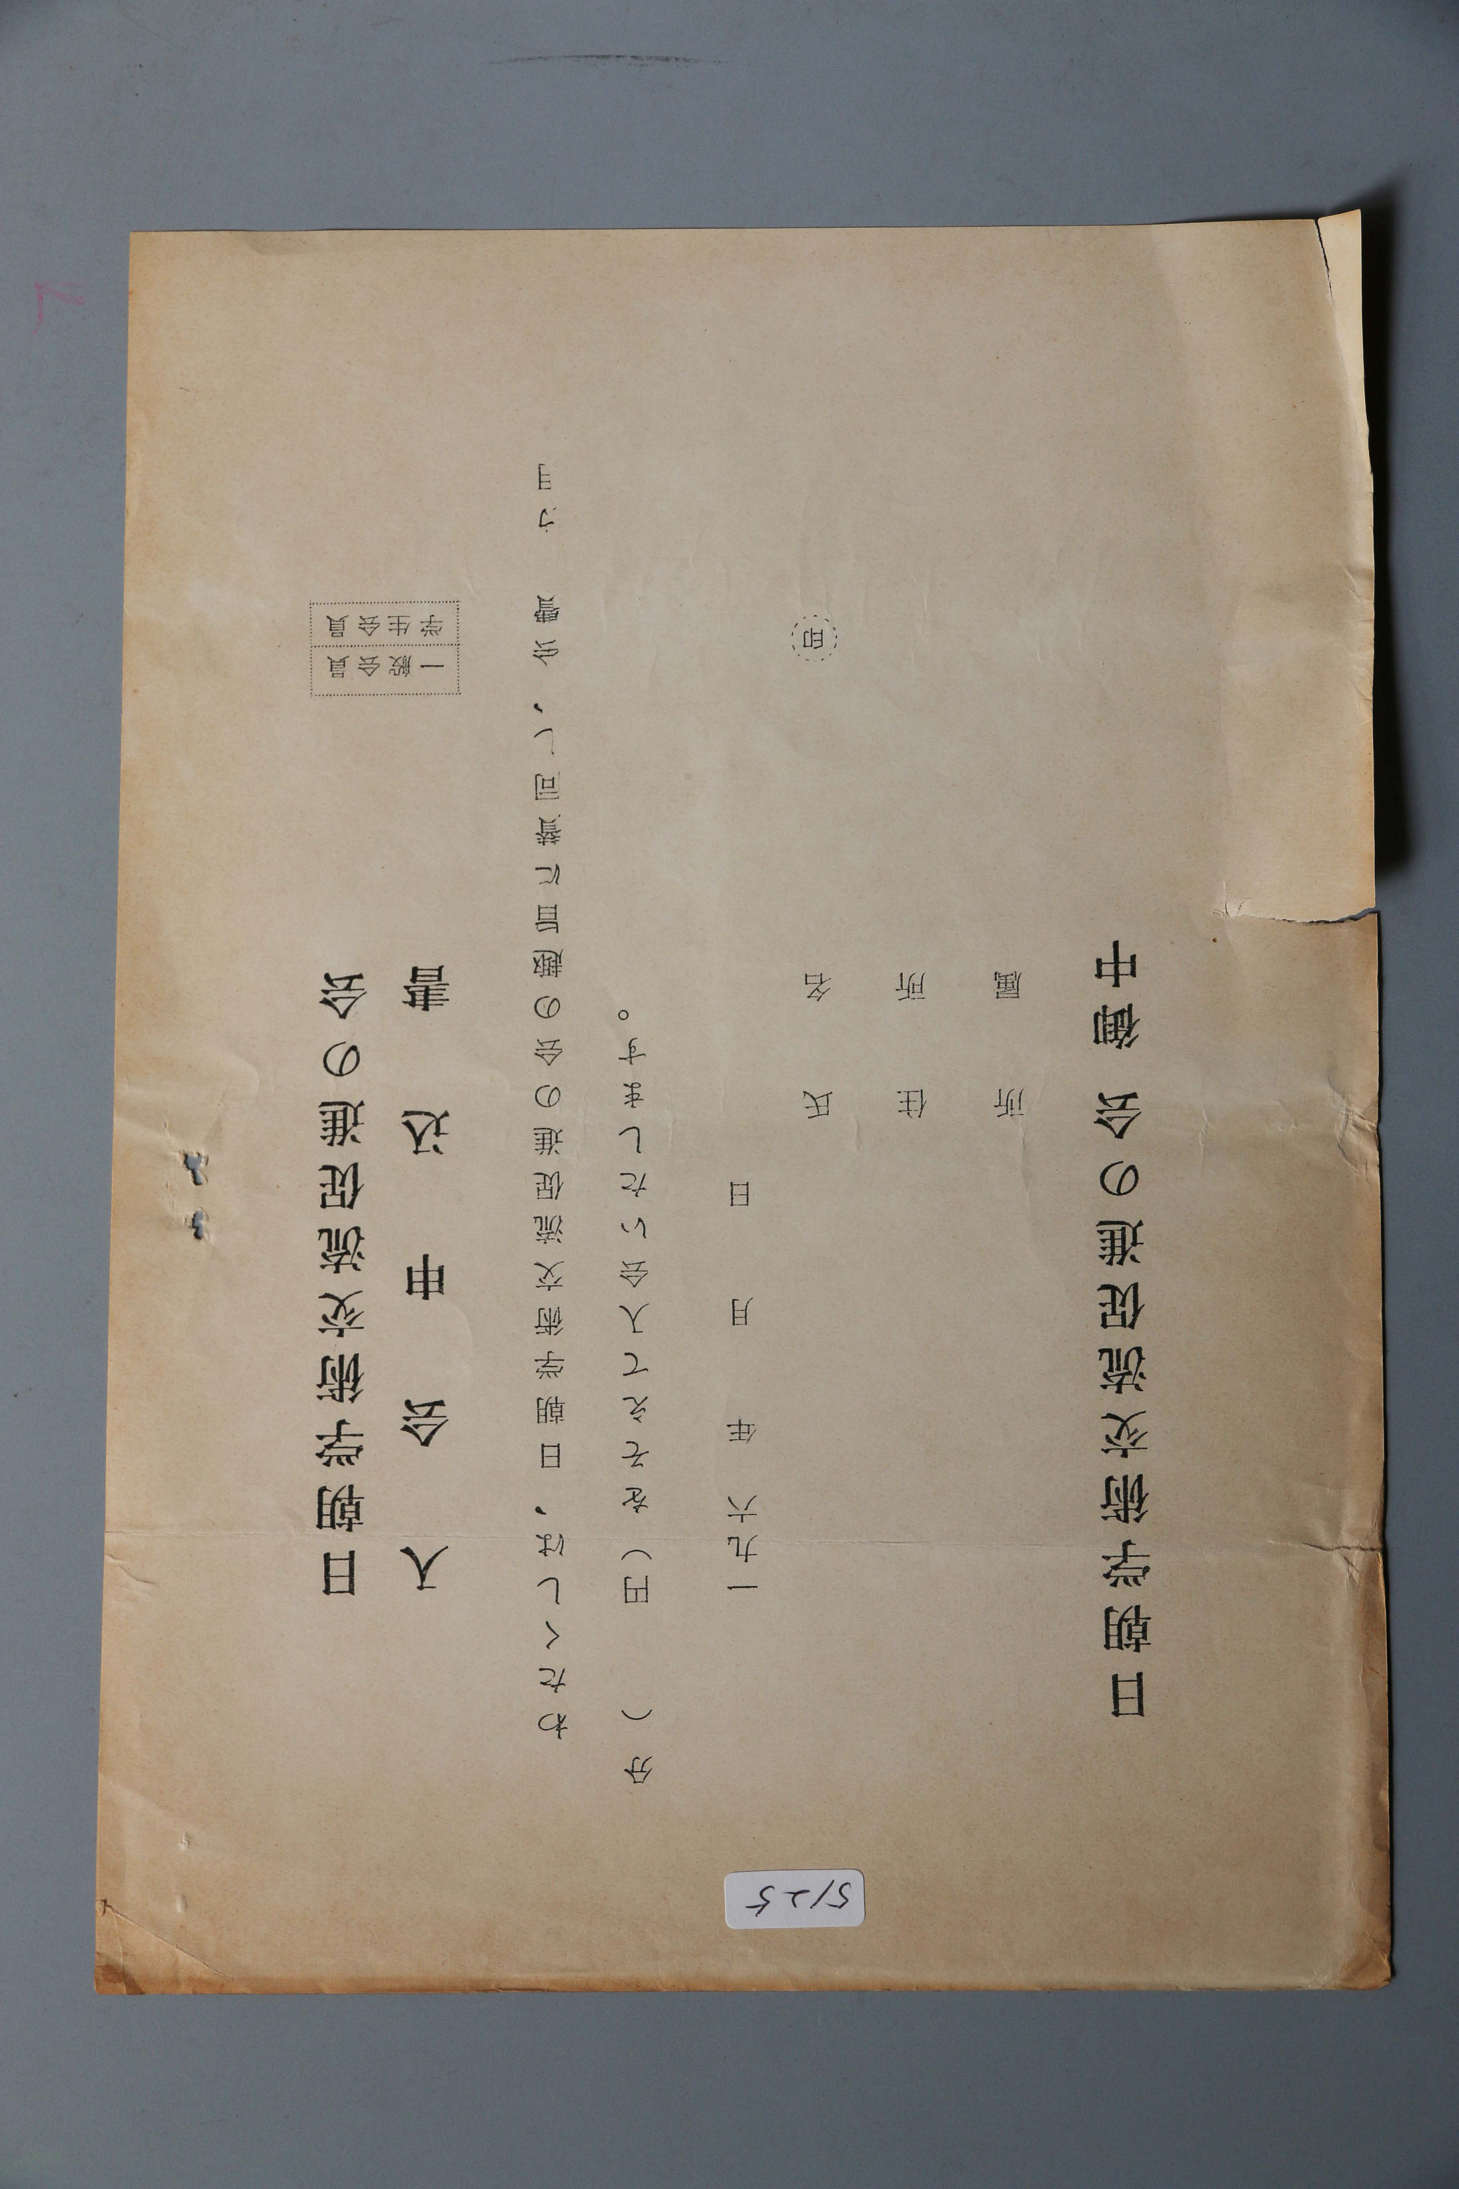 日朝学術交流促進の会
入会申込書
一般会員
学生会員
わたくしは、日朝学術交流促進の会の趣旨に賛同し、会費 ヵ月
分( 円)をそえて入会いたします。
一九六 年 月 日
氏 名 印
住 所
所 属
日朝学術交流促進の会 御中
5125